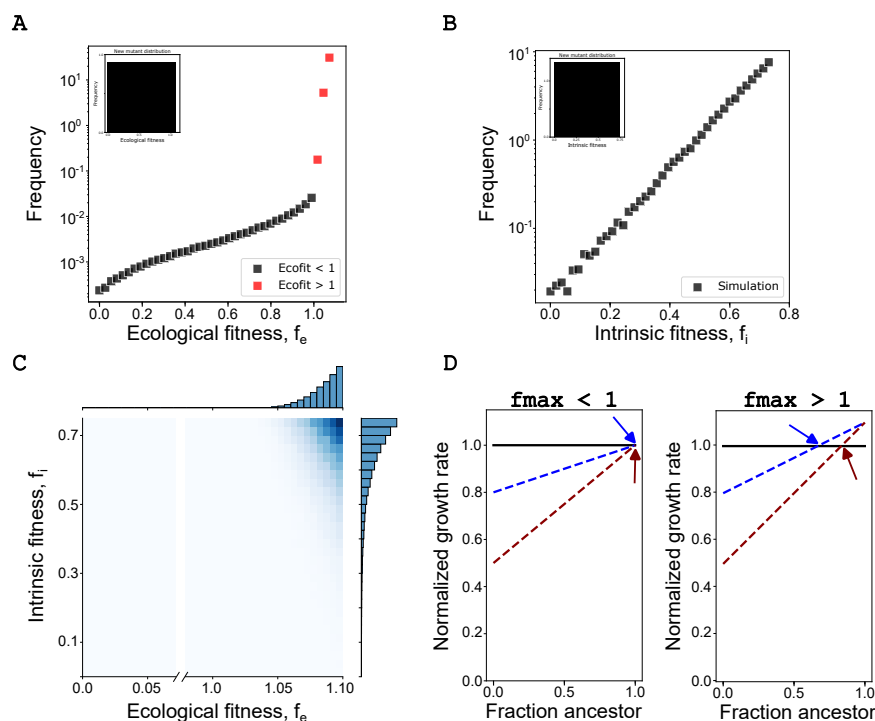 A
New mutant distribution
Frequency
Ecological fitness
10^1
10^0
10^-1
10^-2
10^-3
Frequency
Ecofit < 1
Ecofit > 1
0.0 0.2 0.4 0.6 0.8 1.0
Ecological fitness, f_e
B
New mutant distribution
Frequency
Intrinsic fitness
10^1
10^0
10^-1
Frequency
Simulation
0.0 0.2 0.4 0.6 0.8
Intrinsic fitness, f_i
C
0.7
0.5
0.3
0.1
Intrinsic fitness, f_i
0.0 0.05 1.0 1.05 1.10
Ecological fitness, f_e
D
fmax < 1
1.0
0.8
0.6
0.4
0.2
0.0
Normalized growth rate
0.0 0.5 1.0
Fraction ancestor
fmax > 1
1.0
0.8
0.6
0.4
0.2
0.0
Normalized growth rate
0.0 0.5 1.0
Fraction ancestor